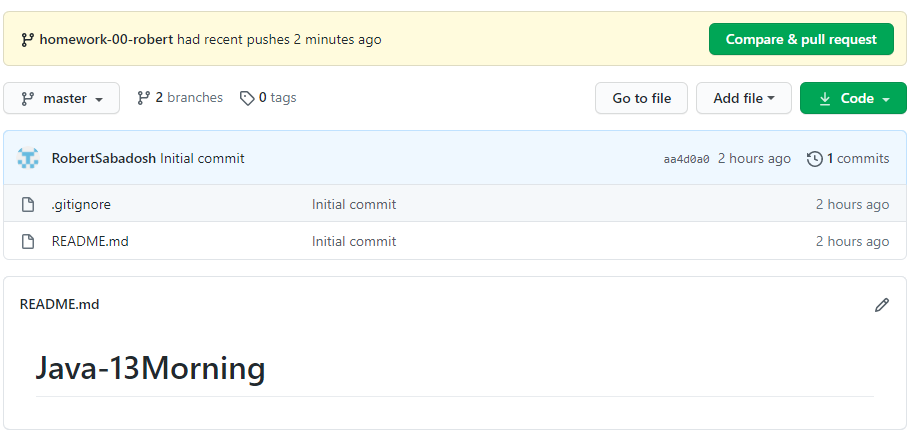 homework-00-robert had recent pushes 2 minutes ago Compare & pull request
master 2 branches 0 tags Go to file Add file Code
RobertSabadosh Initial commit aa4d0a0 2 hours ago 1 commits
.gitignore Initial commit 2 hours ago
README.md Initial commit 2 hours ago
README.md
Java-13Morning